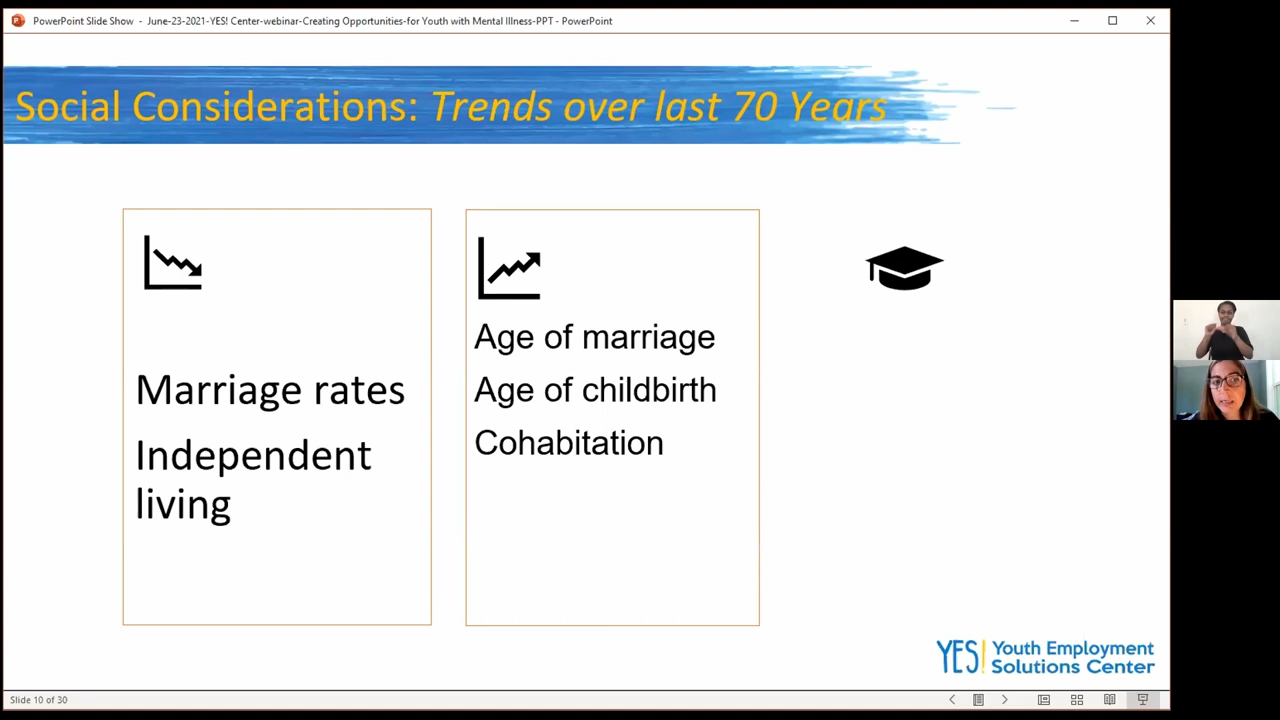 PowerPoint Slide Show - June-23-2021-YES! Center-webinar-Creating Opportunities-for Youth with Mental Illness-PPT - PowerPoint
Social Considerations: Trends over last 70 Years
Marriage rates
Independent
living
Age of marriage
Age of childbirth
Cohabitation
YES! Youth Employment
Solutions Center
Slide 10 of 30